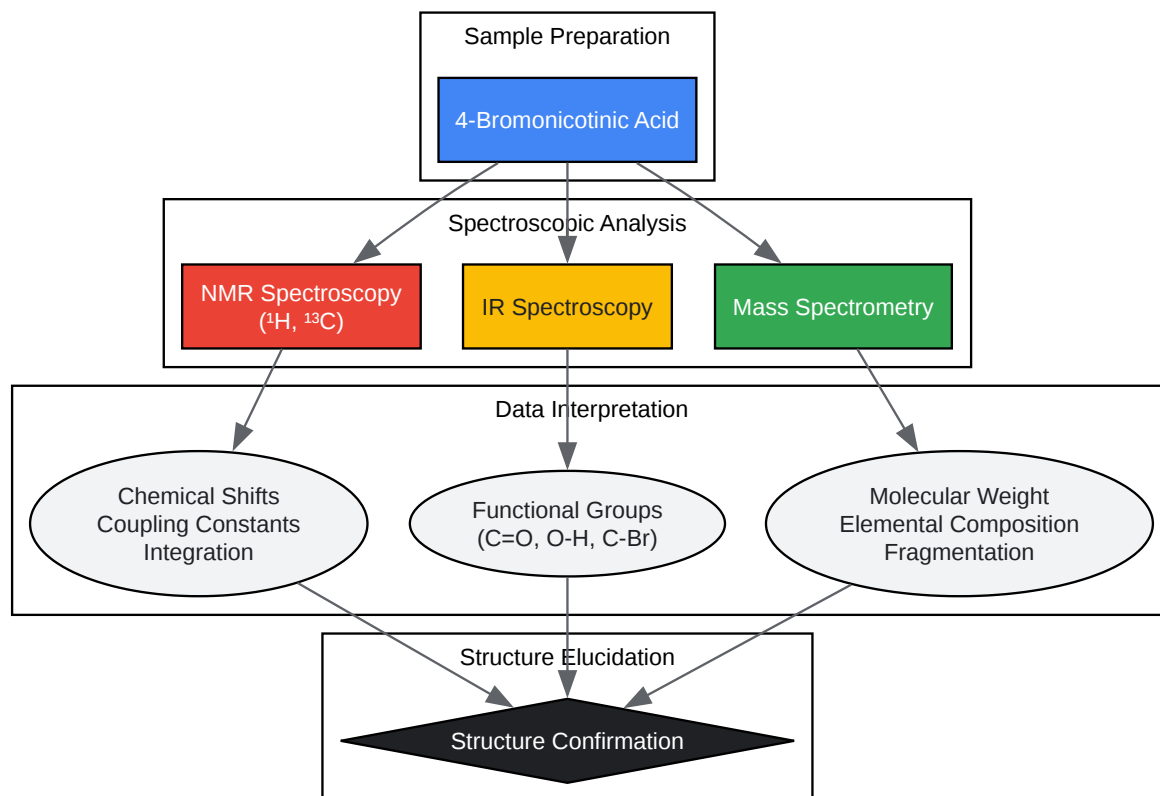 Sample Preparation
4-Bromonicotinic Acid
Spectroscopic Analysis
NMR Spectroscopy
(¹H, ¹³C)
IR Spectroscopy
Mass Spectrometry
Data Interpretation
Chemical Shifts
Coupling Constants
Integration
Functional Groups
(C=O, O-H, C-Br)
Molecular Weight
Elemental Composition
Fragmentation
Structure Elucidation
Structure Confirmation